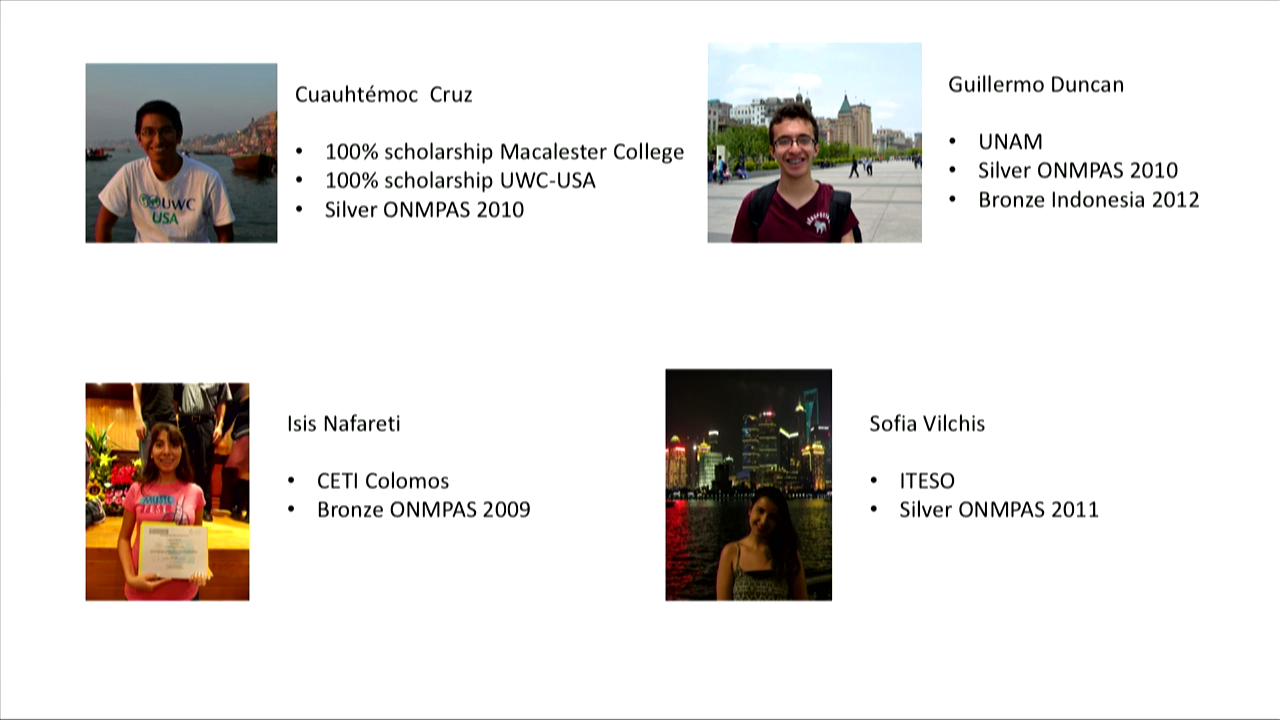 Cuauhtémoc Cruz
• 100% scholarship Macalester College
• 100% scholarship UWC-USA
• Silver ONMPAS 2010
UWC
USA
Guillermo Duncan
• UNAM
• Silver ONMPAS 2010
• Bronze Indonesia 2012
Isis Nafareti
• CETI Colomos
• Bronze ONMPAS 2009
Sofia Vilchis
• ITESO
• Silver ONMPAS 2011